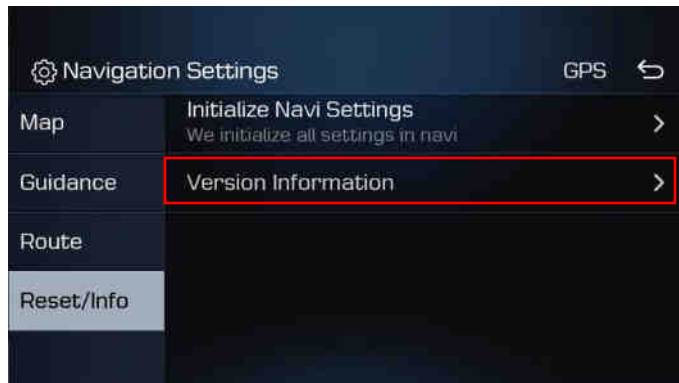 Navigation Settings
GPS
Map
Initialize Navi Settings
We initialize all settings in navi
Guidance
Version Information
Route
Reset/Info